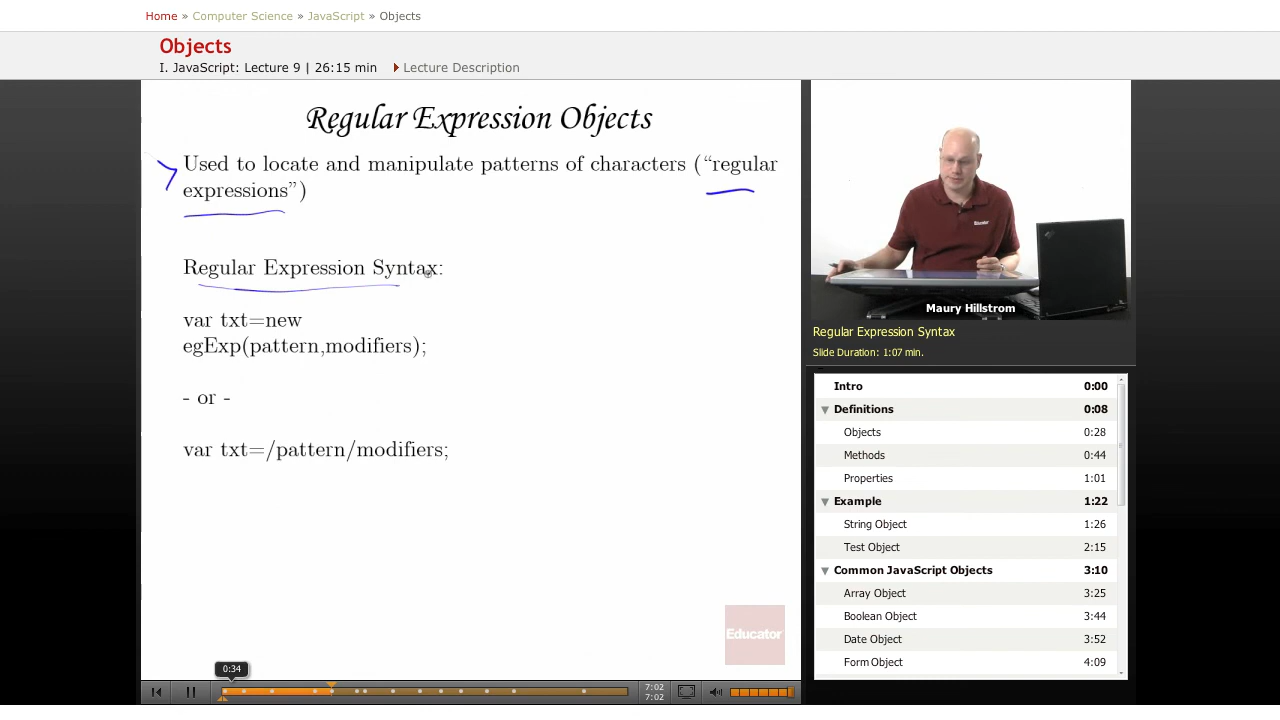 Home » Computer Science » JavaScript » Objects
Objects
I. JavaScript: Lecture 9 | 26:15 min Lecture Description
Regular Expression Objects
Used to locate and manipulate patterns of characters (“regular
expressions”)
Regular Expression Syntax:
var txt=new
egExp(pattern,modifiers);
- or -
var txt=/pattern/modifiers;
Educator
0:34
7:02
7:02
Educator
Maury Hillstrom
Regular Expression Syntax
Slide Duration: 1:07 min.
Intro 0:00
Definitions 0:08
Objects 0:28
Methods 0:44
Properties 1:01
Example 1:22
String Object 1:26
Test Object 2:15
Common JavaScript Objects 3:10
Array Object 3:25
Boolean Object 3:44
Date Object 3:52
Form Object 4:09